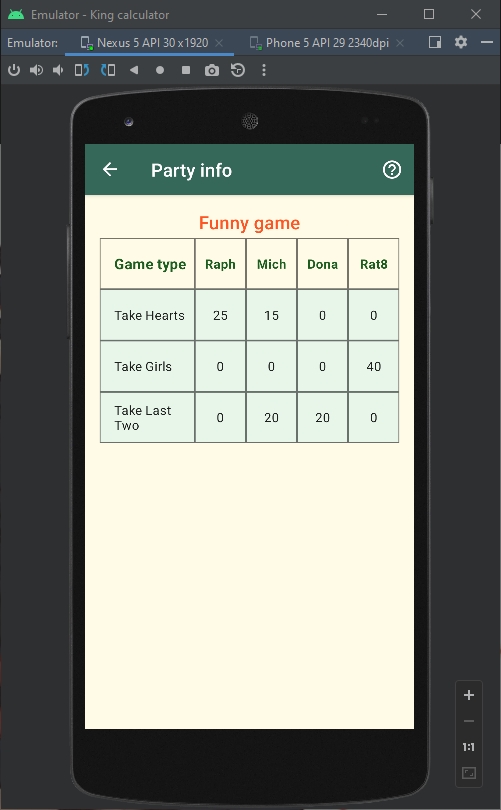 Emulator - King calculator
Emulator: Nexus 5 API 30 x1920 Phone 5 API 29 2340dpi
Party info
Funny game
Game type Raph Mich Dona Rat8
Take Hearts 25 15 0 0
Take Girls 0 0 0 40
Take Last Two 0 20 20 0
1:1